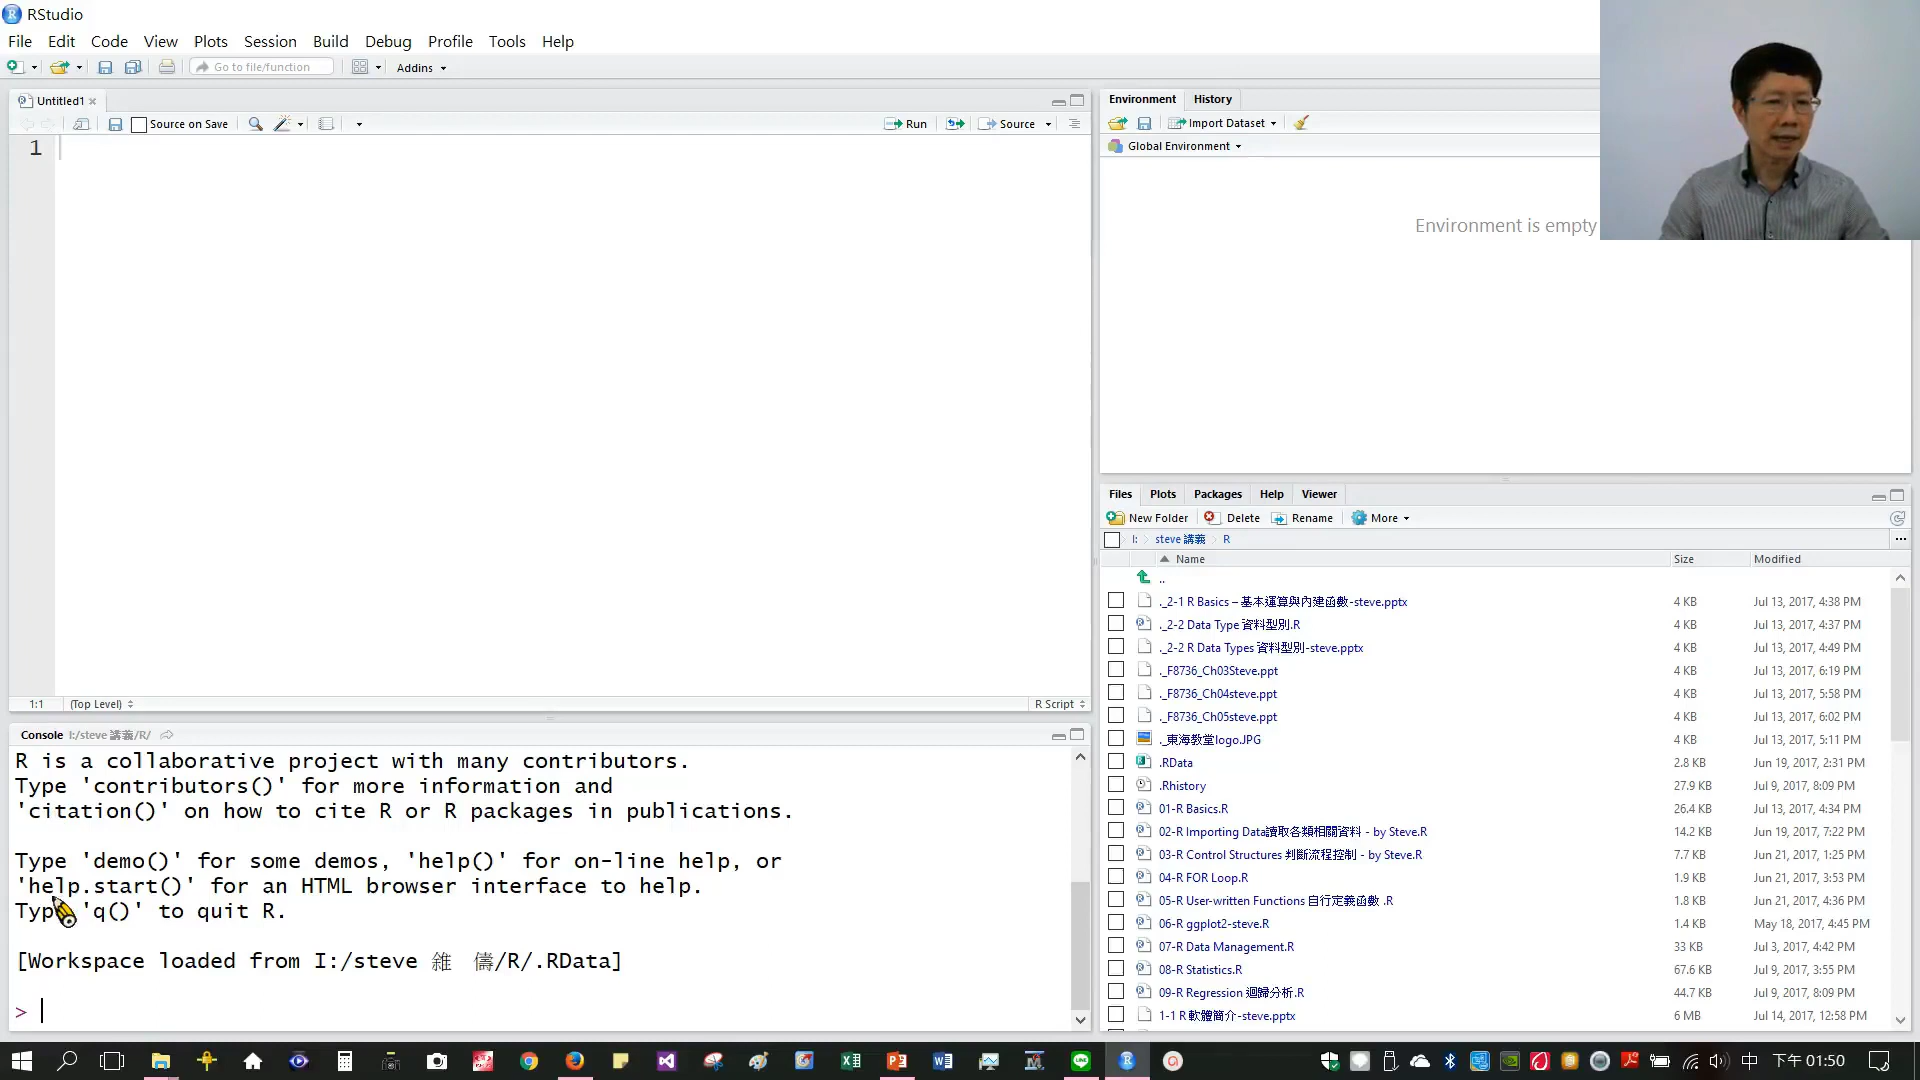 RStudio
File Edit Code View Plots Session Build Debug Profile Tools Help
Go to file/function Addins
Untitled1
Source on Save Run Source
1
1:1 (Top Level) R Script
Console I:/steve 講義/R/
R is a collaborative project with many contributors.
Type 'contributors()' for more information and
'citation()' on how to cite R or R packages in publications.
Type 'demo()' for some demos, 'help()' for on-line help, or
'help.start()' for an HTML browser interface to help.
Type 'q()' to quit R.
[Workspace loaded from I:/steve 雒 儔/R/.RData]
>
Environment History
Import Dataset
Global Environment
Environment is empty
Files Plots Packages Help Viewer
New Folder Delete Rename More
I: steve 講義 R
Name Size Modified
..
._2-1 R Basics – 基本運算與內建函數-steve.pptx 4 KB Jul 13, 2017, 4:38 PM
._2-2 Data Type 資料型別.R 4 KB Jul 13, 2017, 4:37 PM
._2-2 R Data Types 資料型別-steve.pptx 4 KB Jul 13, 2017, 4:49 PM
._F8736_Ch03Steve.ppt 4 KB Jul 13, 2017, 6:19 PM
._F8736_Ch04steve.ppt 4 KB Jul 13, 2017, 5:58 PM
._F8736_Ch05steve.ppt 4 KB Jul 13, 2017, 6:02 PM
._東海教堂logo.JPG 4 KB Jul 13, 2017, 5:11 PM
.RData 2.8 KB Jun 19, 2017, 2:31 PM
.Rhistory 27.9 KB Jul 9, 2017, 8:09 PM
01-R Basics.R 26.4 KB Jul 13, 2017, 4:34 PM
02-R Importing Data讀取各類相關資料 - by Steve.R 14.2 KB Jun 19, 2017, 7:22 PM
03-R Control Structures 判斷流程控制 - by Steve.R 7.7 KB Jun 21, 2017, 1:25 PM
04-R FOR Loop.R 1.9 KB Jun 21, 2017, 3:53 PM
05-R User-written Functions 自行定義函數 .R 1.8 KB Jun 21, 2017, 4:36 PM
06-R ggplot2-steve.R 1.4 KB May 18, 2017, 4:45 PM
07-R Data Management.R 33 KB Jul 3, 2017, 4:42 PM
08-R Statistics.R 67.6 KB Jul 9, 2017, 3:55 PM
09-R Regression 迴歸分析.R 44.7 KB Jul 9, 2017, 8:09 PM
1-1 R 軟體簡介-steve.pptx 6 MB Jul 14, 2017, 12:58 PM
中 下午 01:50